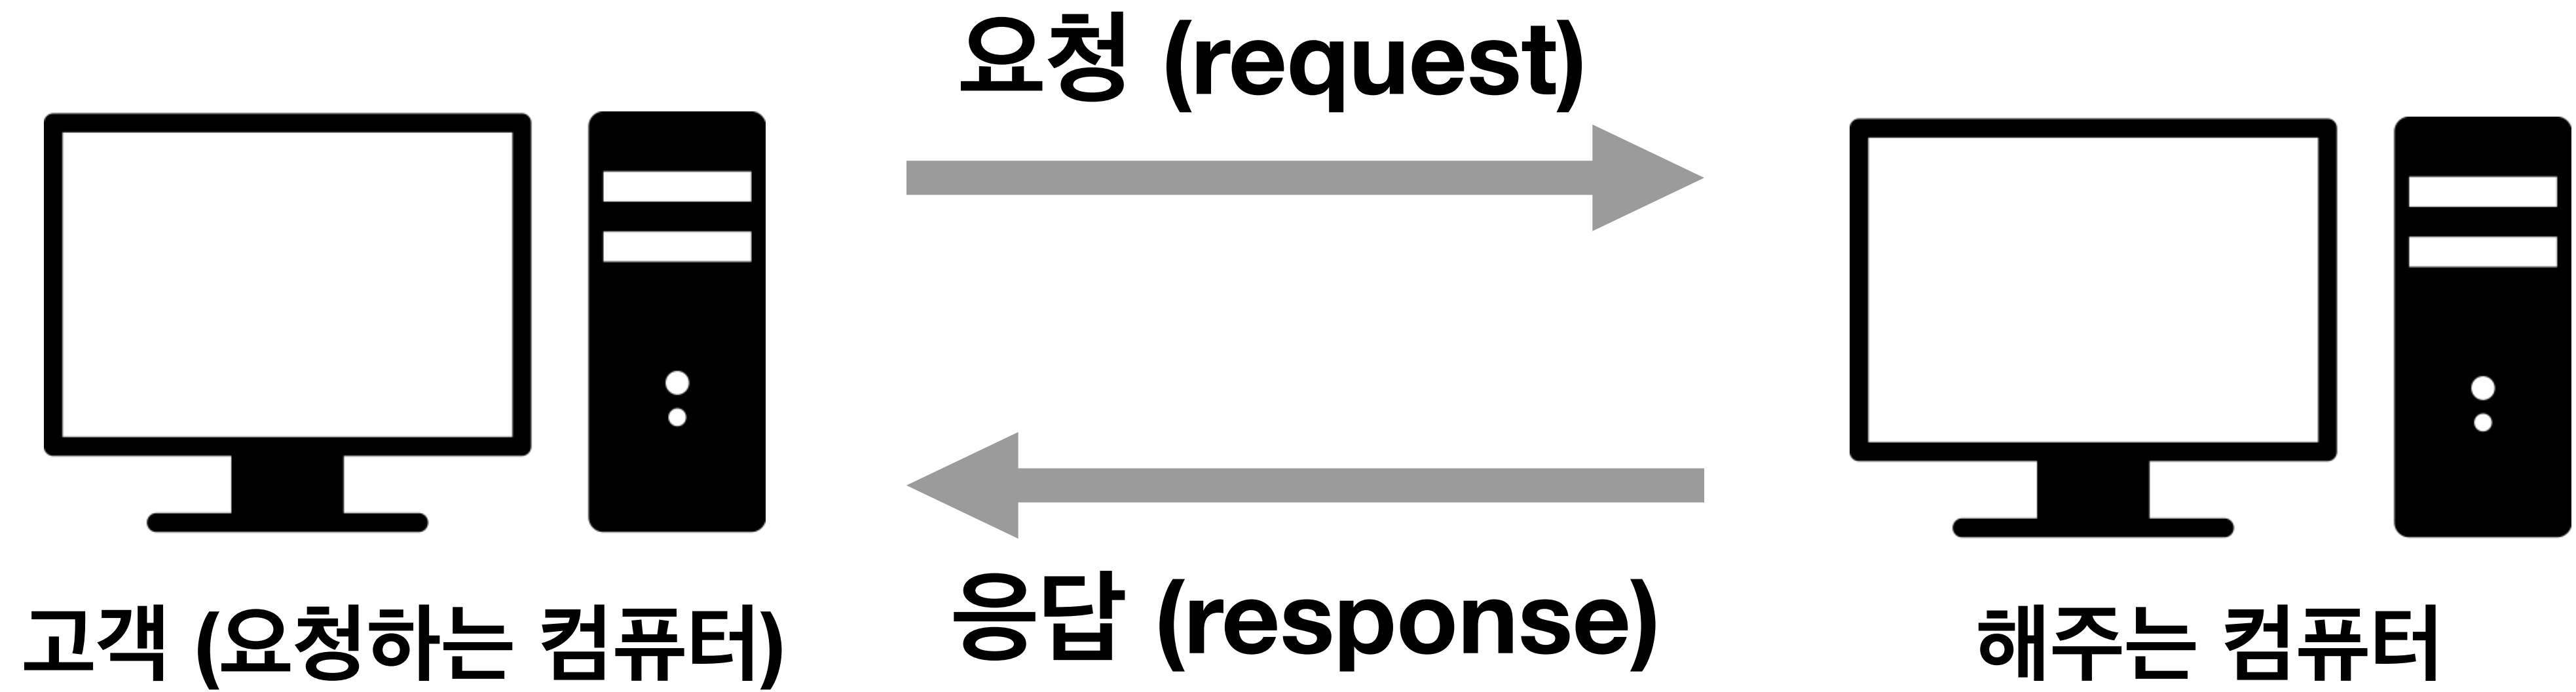 요청 (request)
고객 (요청하는 컴퓨터)
응답 (response)
해주는 컴퓨터